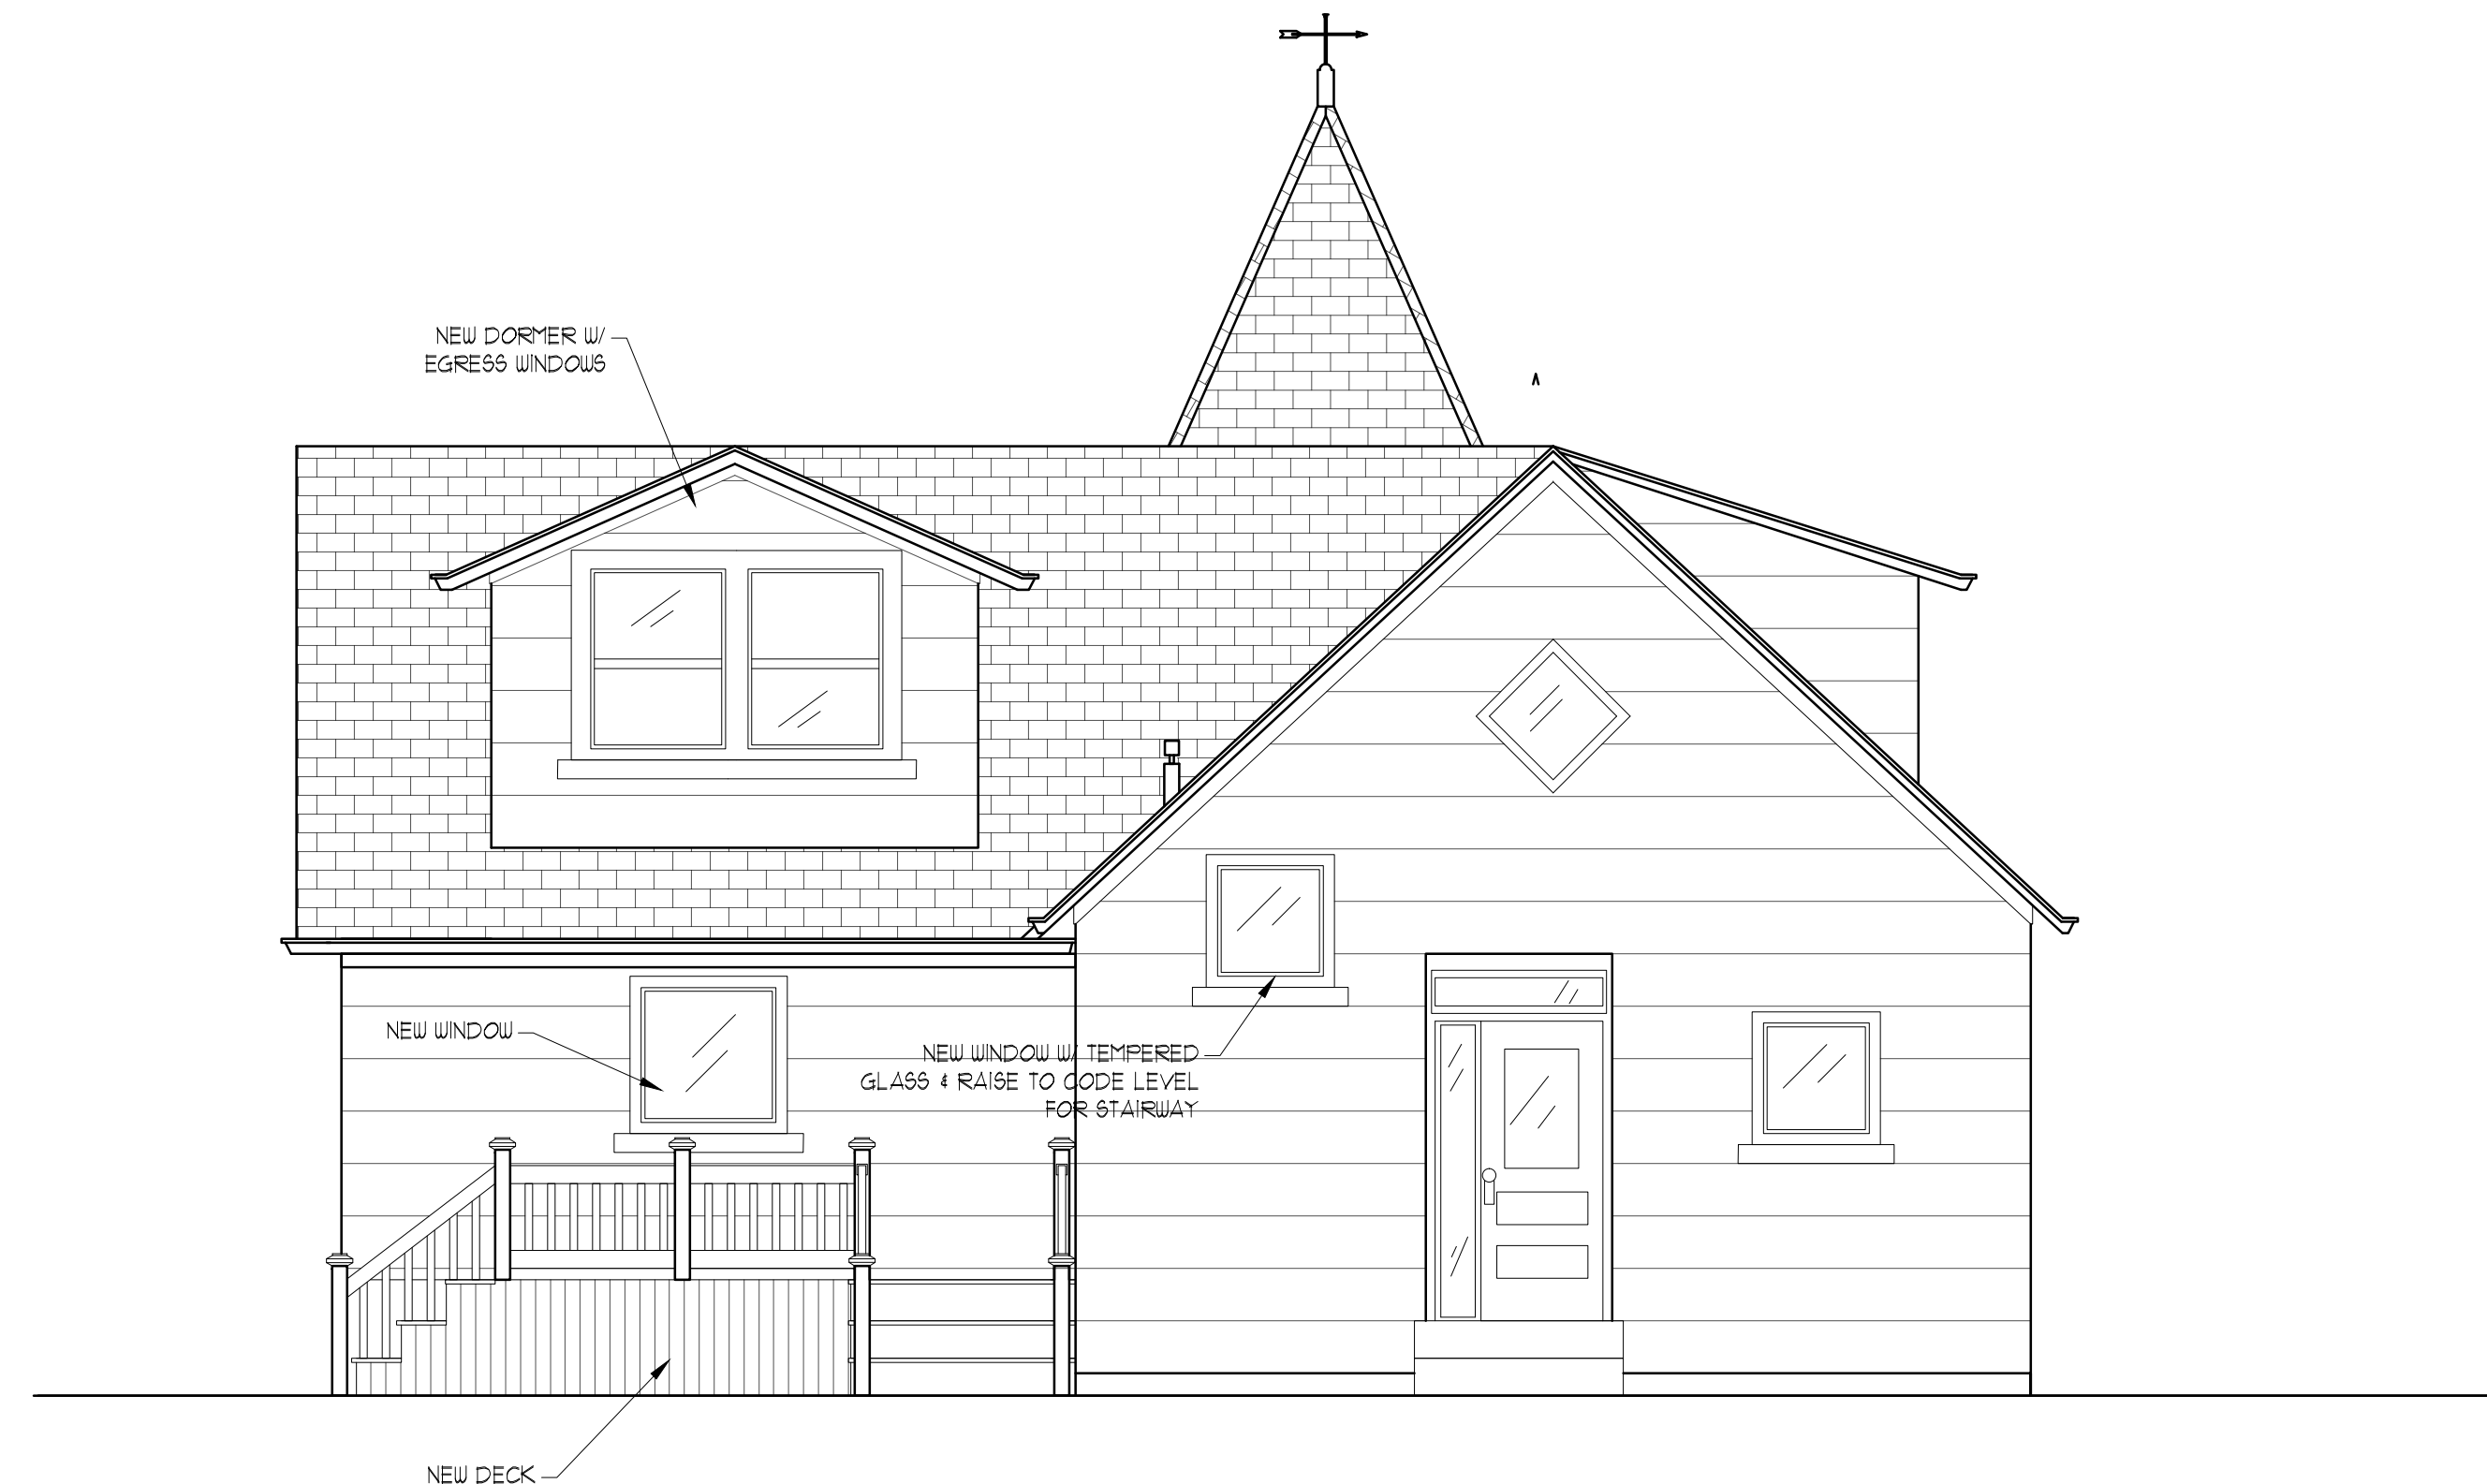 NEW DORMER W/
EGRESS WINDOWS
NEW WINDOW
NEW WINDOW W/ TEMPERED
GLASS & RAISE TO CODE LEVEL
FOR STAIRWAY
NEW DECK